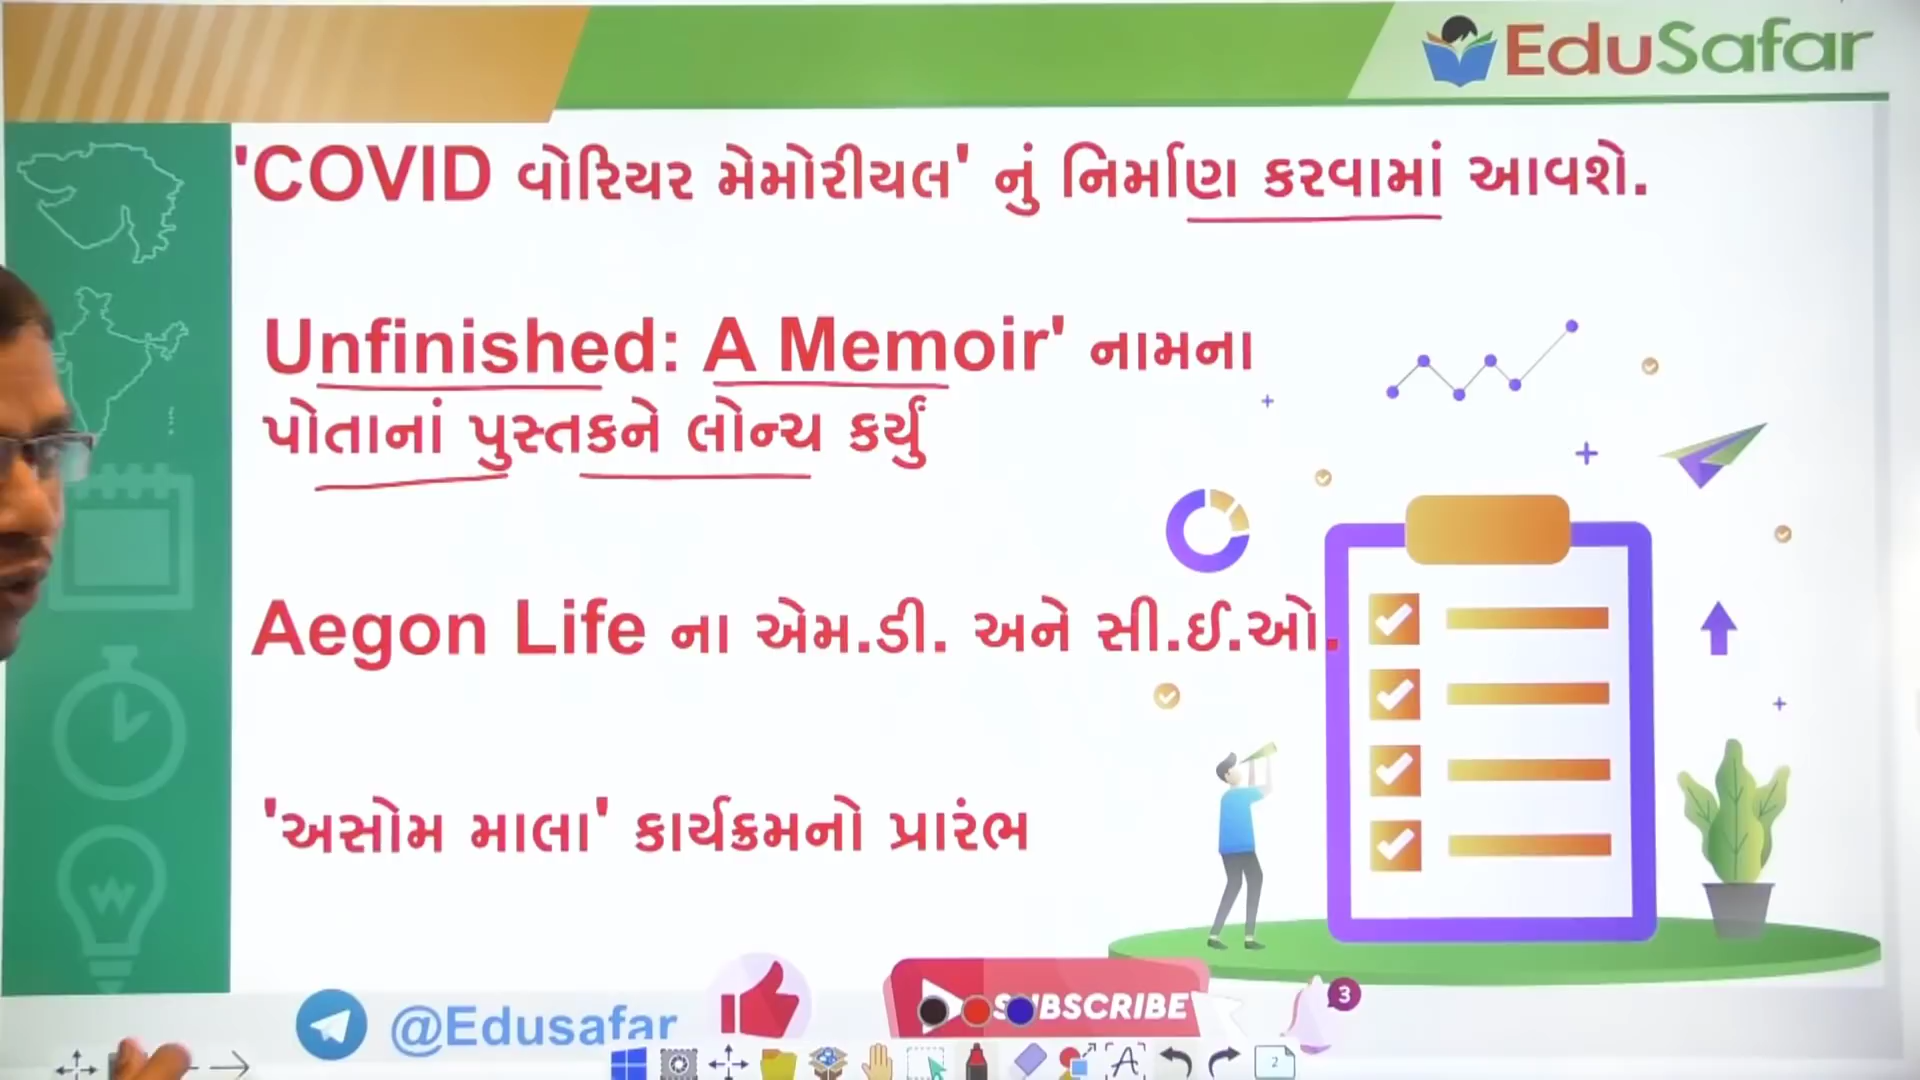 EduSafar
'COVID વોરિયર મેમોરીયલ' નું નિર્માણ કરવામાં આવશે.
Unfinished: A Memoir' નામના
પોતાનાં પુસ્તકને લોન્ચ કર્યું
Aegon Life ના એમ.ડી. અને સી.ઈ.ઓ.
'અસોમ માલા' કાર્યક્રમનો પ્રારંભ
@Edusafar
SUBSCRIBE
3
2